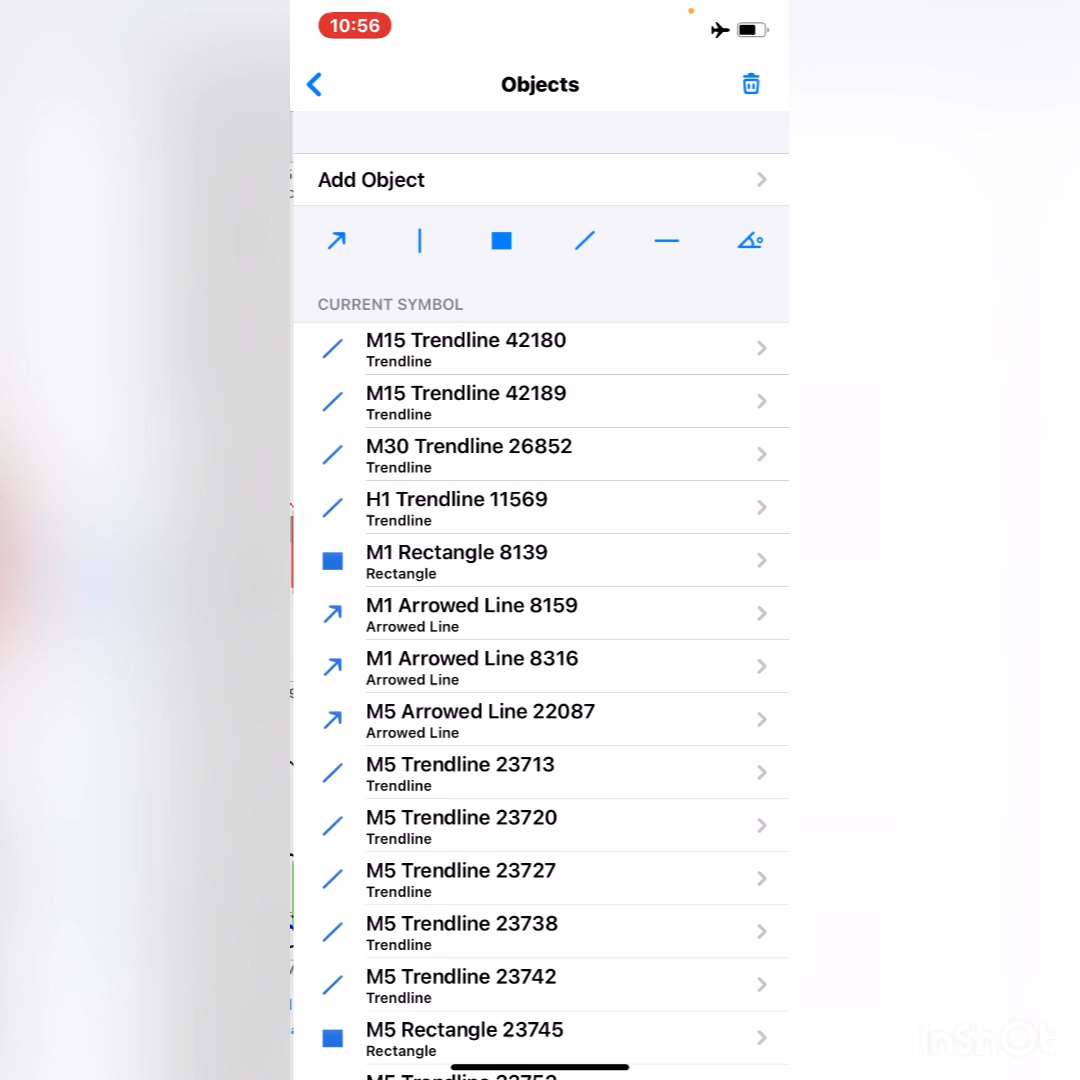 10:56
Objects
Add Object
CURRENT SYMBOL
M15 Trendline 42180
Trendline
M15 Trendline 42189
Trendline
M30 Trendline 26852
Trendline
H1 Trendline 11569
Trendline
M1 Rectangle 8139
Rectangle
M1 Arrowed Line 8159
Arrowed Line
M1 Arrowed Line 8316
Arrowed Line
M5 Arrowed Line 22087
Arrowed Line
M5 Trendline 23713
Trendline
M5 Trendline 23720
Trendline
M5 Trendline 23727
Trendline
M5 Trendline 23738
Trendline
M5 Trendline 23742
Trendline
M5 Rectangle 23745
Rectangle
InShOt